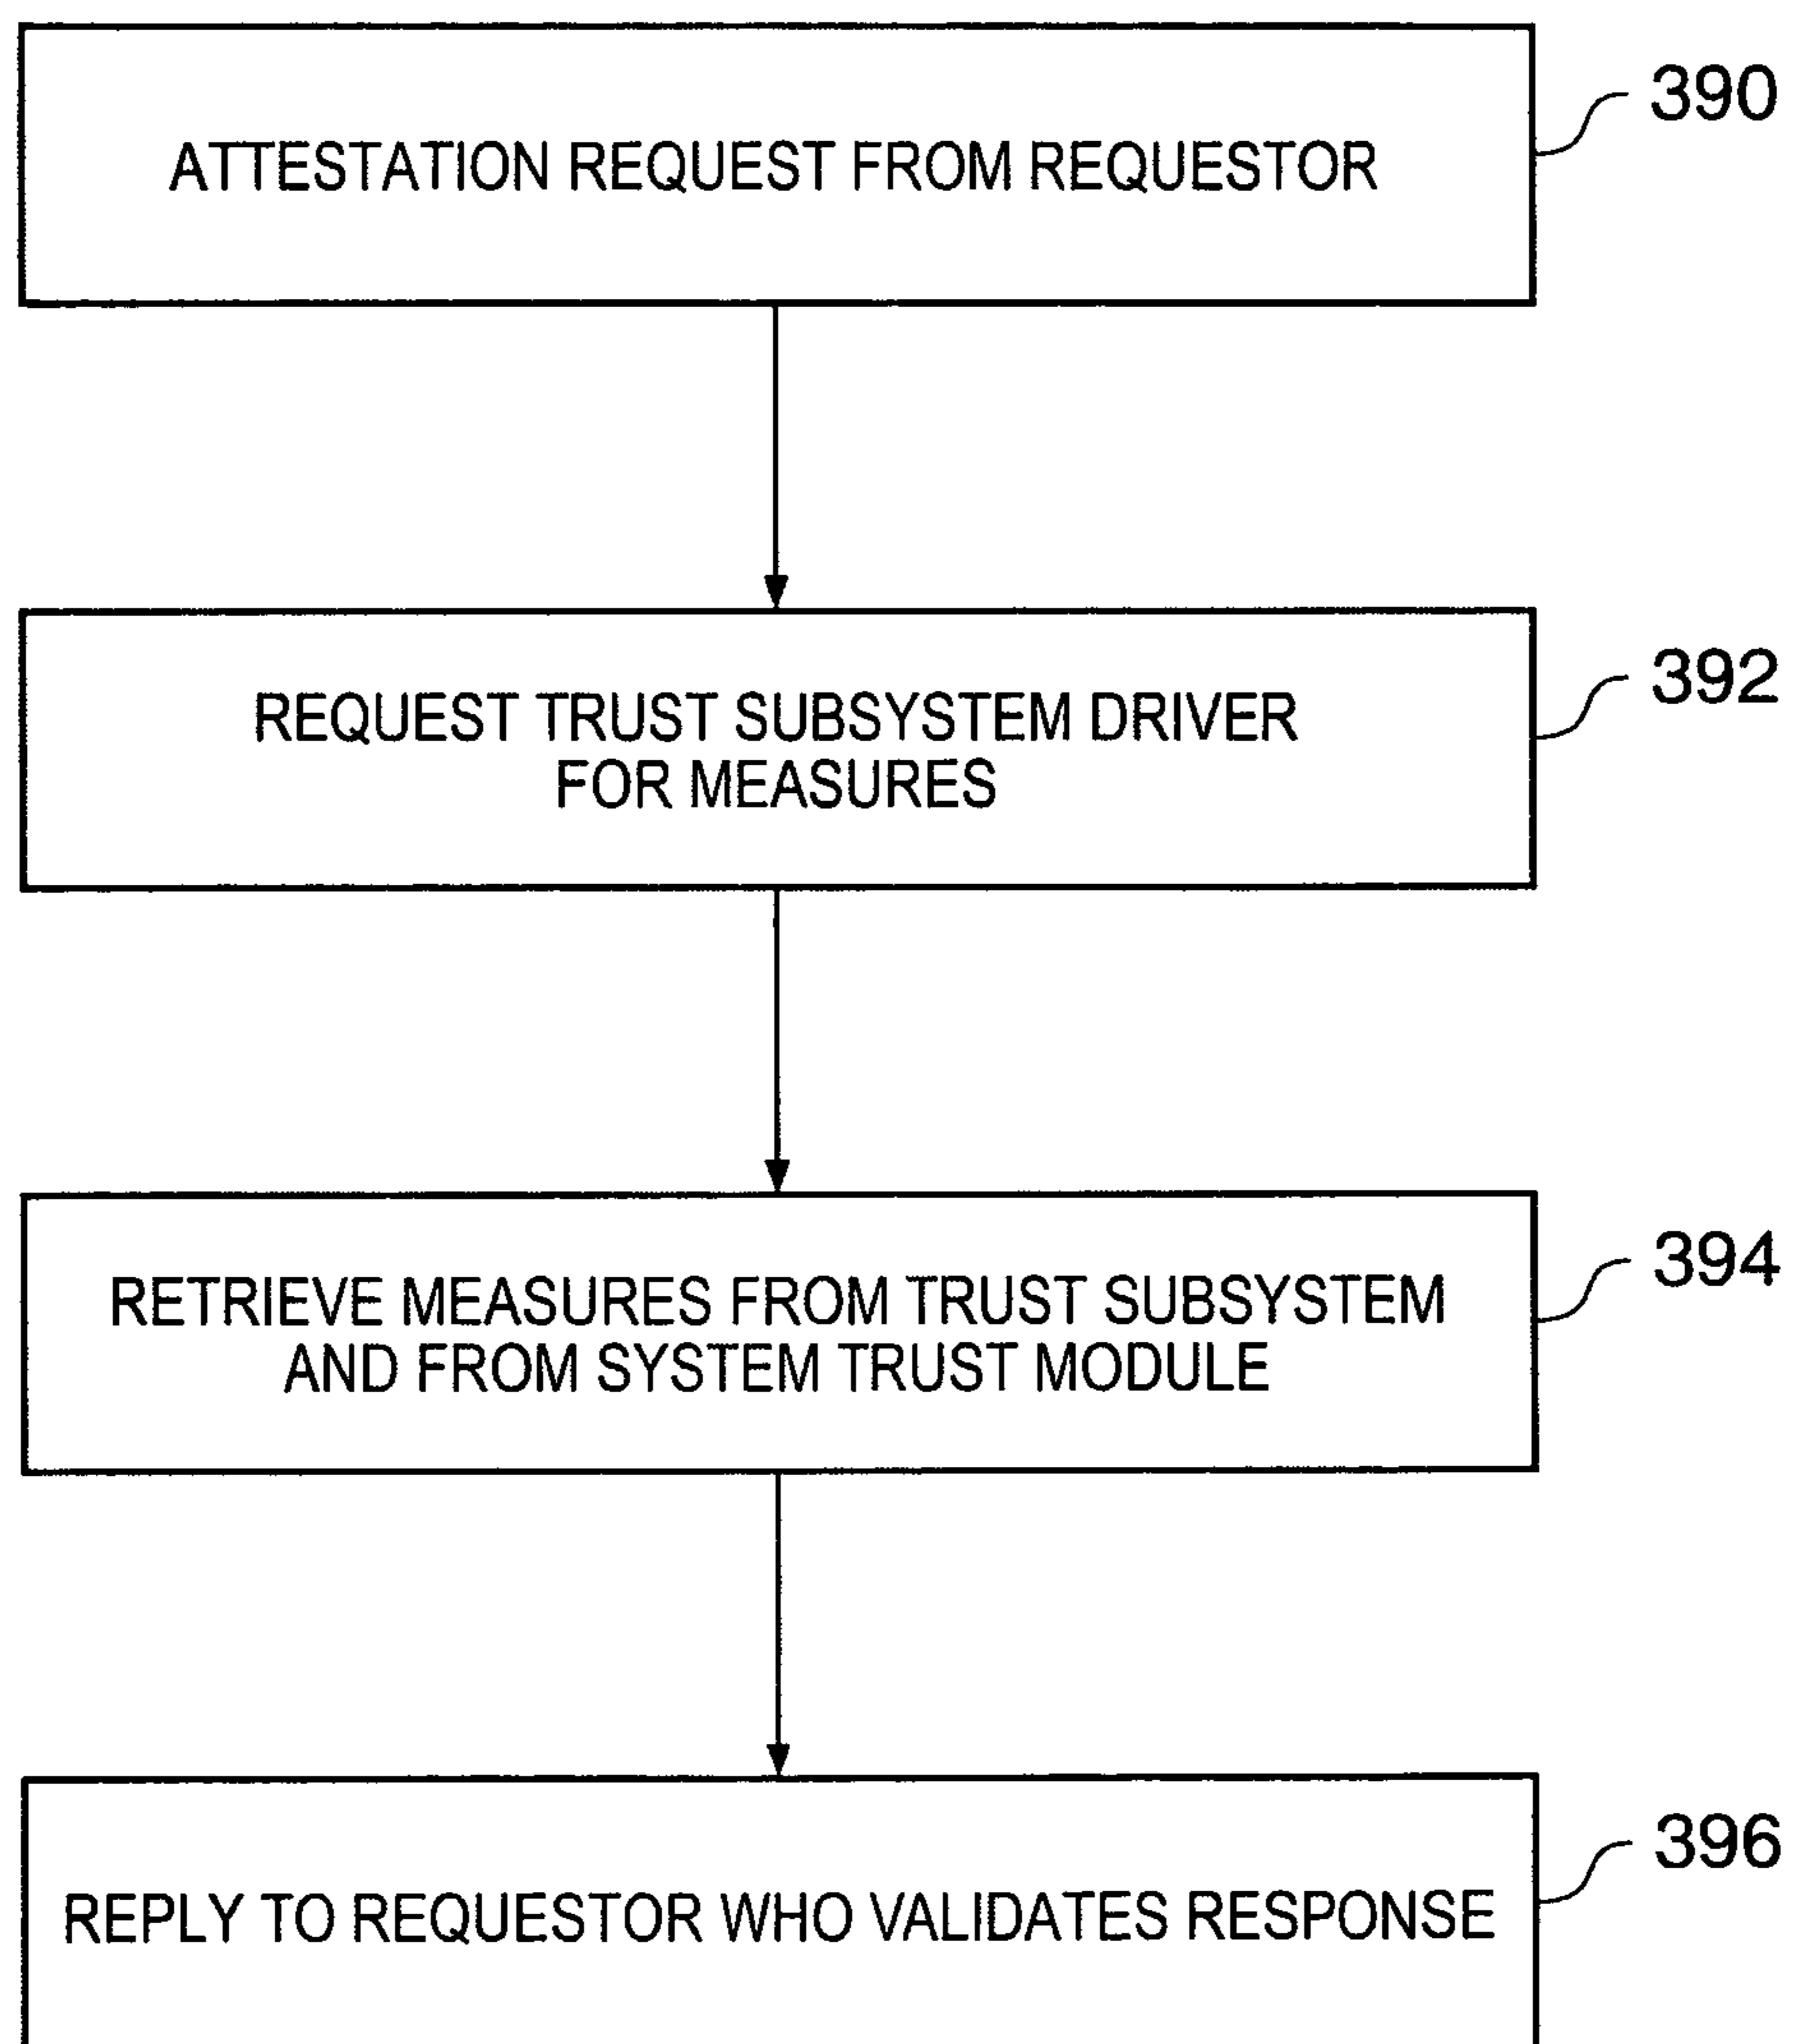 ATTESTATION REQUEST FROM REQUESTOR
390
REQUEST TRUST SUBSYSTEM DRIVER
FOR MEASURES
392
RETRIEVE MEASURES FROM TRUST SUBSYSTEM
AND FROM SYSTEM TRUST MODULE
394
REPLY TO REQUESTOR WHO VALIDATES RESPONSE
396